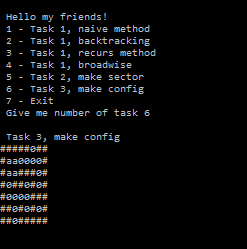 Hello my friends!
1 - Task 1, naive method
2 - Task 1, backtracking
3 - Task 1, recurs method
4 - Task 1, broadwise
5 - Task 2, make sector
6 - Task 3, make config
7 - Exit
Give me number of task 6
Task 3, make config
#####0##
#aa0000#
#aa###0#
#0##0#0#
#0000###
##0#0#0#
##0#####